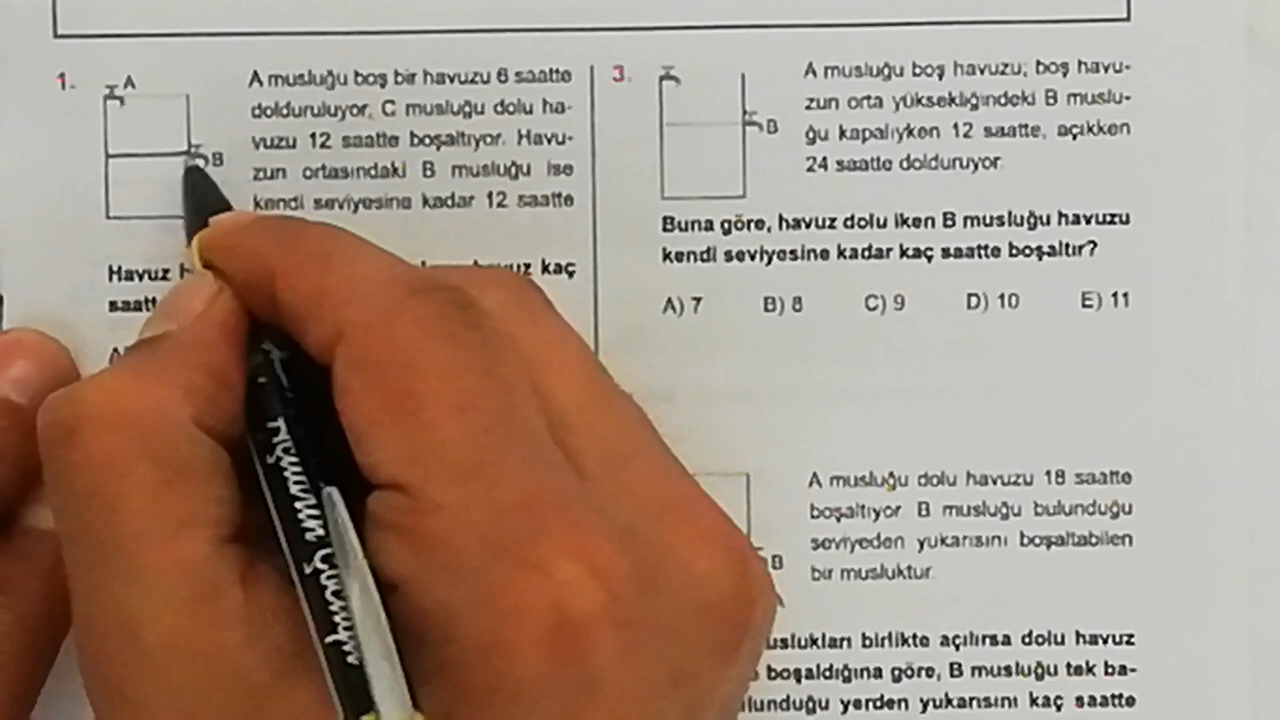 1.
A
B
A musluğu boş bir havuzu 6 saatte
dolduruluyor, C musluğu dolu ha-
vuzu 12 saatte boşaltıyor. Havu-
zun ortasındaki B musluğu ise
kendi seviyesine kadar 12 saatte
Havuz
kaç
saatt
3.
B
A musluğu boş havuzu; boş havu-
zun orta yüksekliğindeki B muslu-
ğu kapalıyken 12 saatte, açıkken
24 saatte dolduruyor.
Buna göre, havuz dolu iken B musluğu havuzu
kendi seviyesine kadar kaç saatte boşaltır?
A) 7 B) 8 C) 9 D) 10 E) 11
B
A musluğu dolu havuzu 18 saatte
boşaltıyor. B musluğu bulunduğu
seviyeden yukarısını boşaltabilen
bir musluktur.
uslukları birlikte açılırsa dolu havuz
boşaldığına göre, B musluğu tek ba-
lunduğu yerden yukarısını kaç saatte